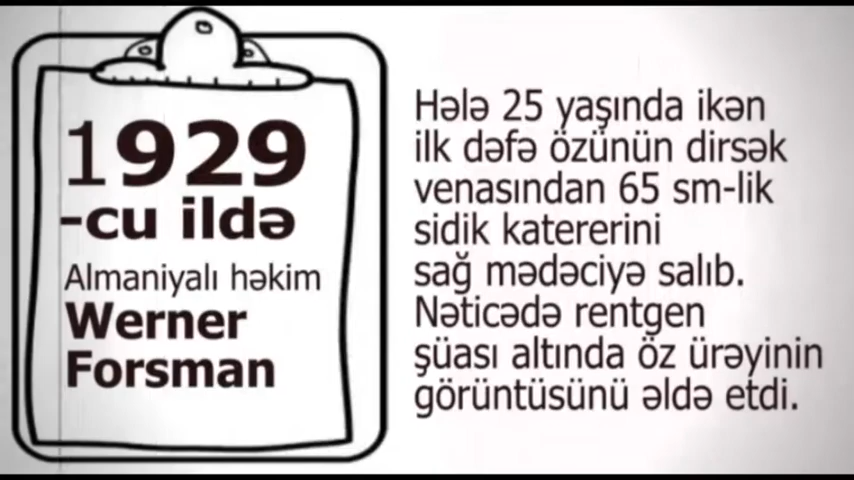 1929
-cu ildə
Almaniyalı həkim
Werner
Forsman
Hələ 25 yaşında ikən
ilk dəfə özünün dirsək
venasından 65 sm-lik
sidik katererini
sağ mədəciyə salıb.
Nəticədə rentgen
şüası altında öz ürəyinin
görüntüsünü əldə etdi.